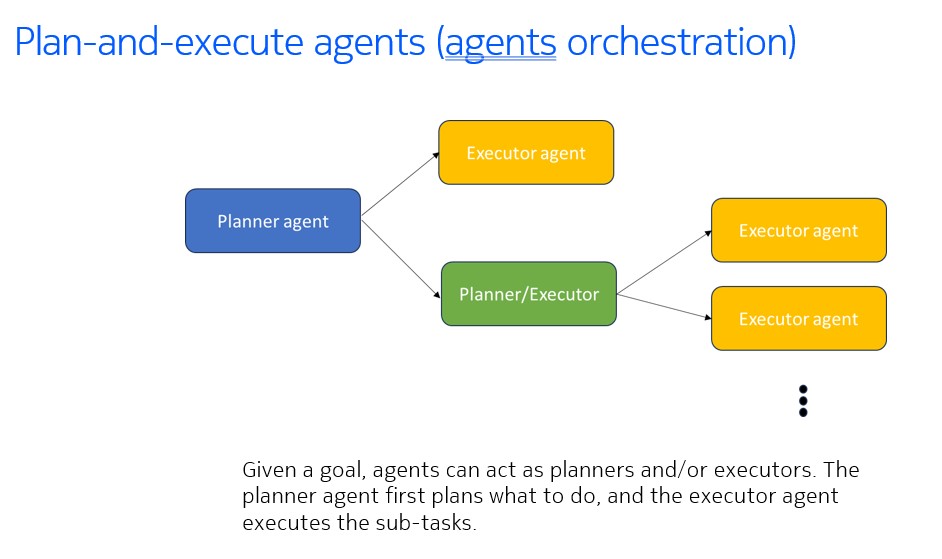 Plan-and-execute agents (agents orchestration)
Executor agent
Planner agent
Executor agent
Planner/Executor
Executor agent
Given a goal, agents can act as planners and/or executors. The
planner agent first plans what to do, and the executor agent
executes the sub-tasks.